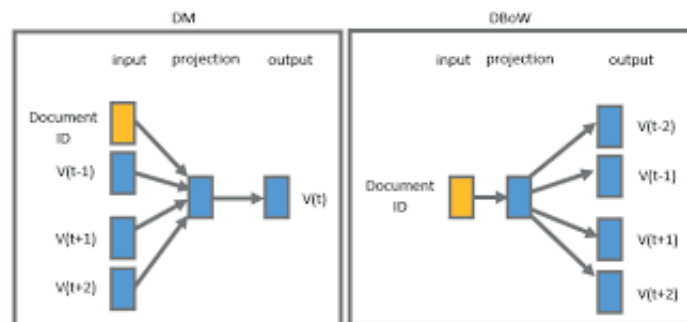 DM
input projection output
Document
ID
V(t-1)
V(t)
V(t+1)
V(t+2)
DBoW
input projection output
V(t-2)
V(t-1]
Document
ID
V(t+1]
V(t+2)